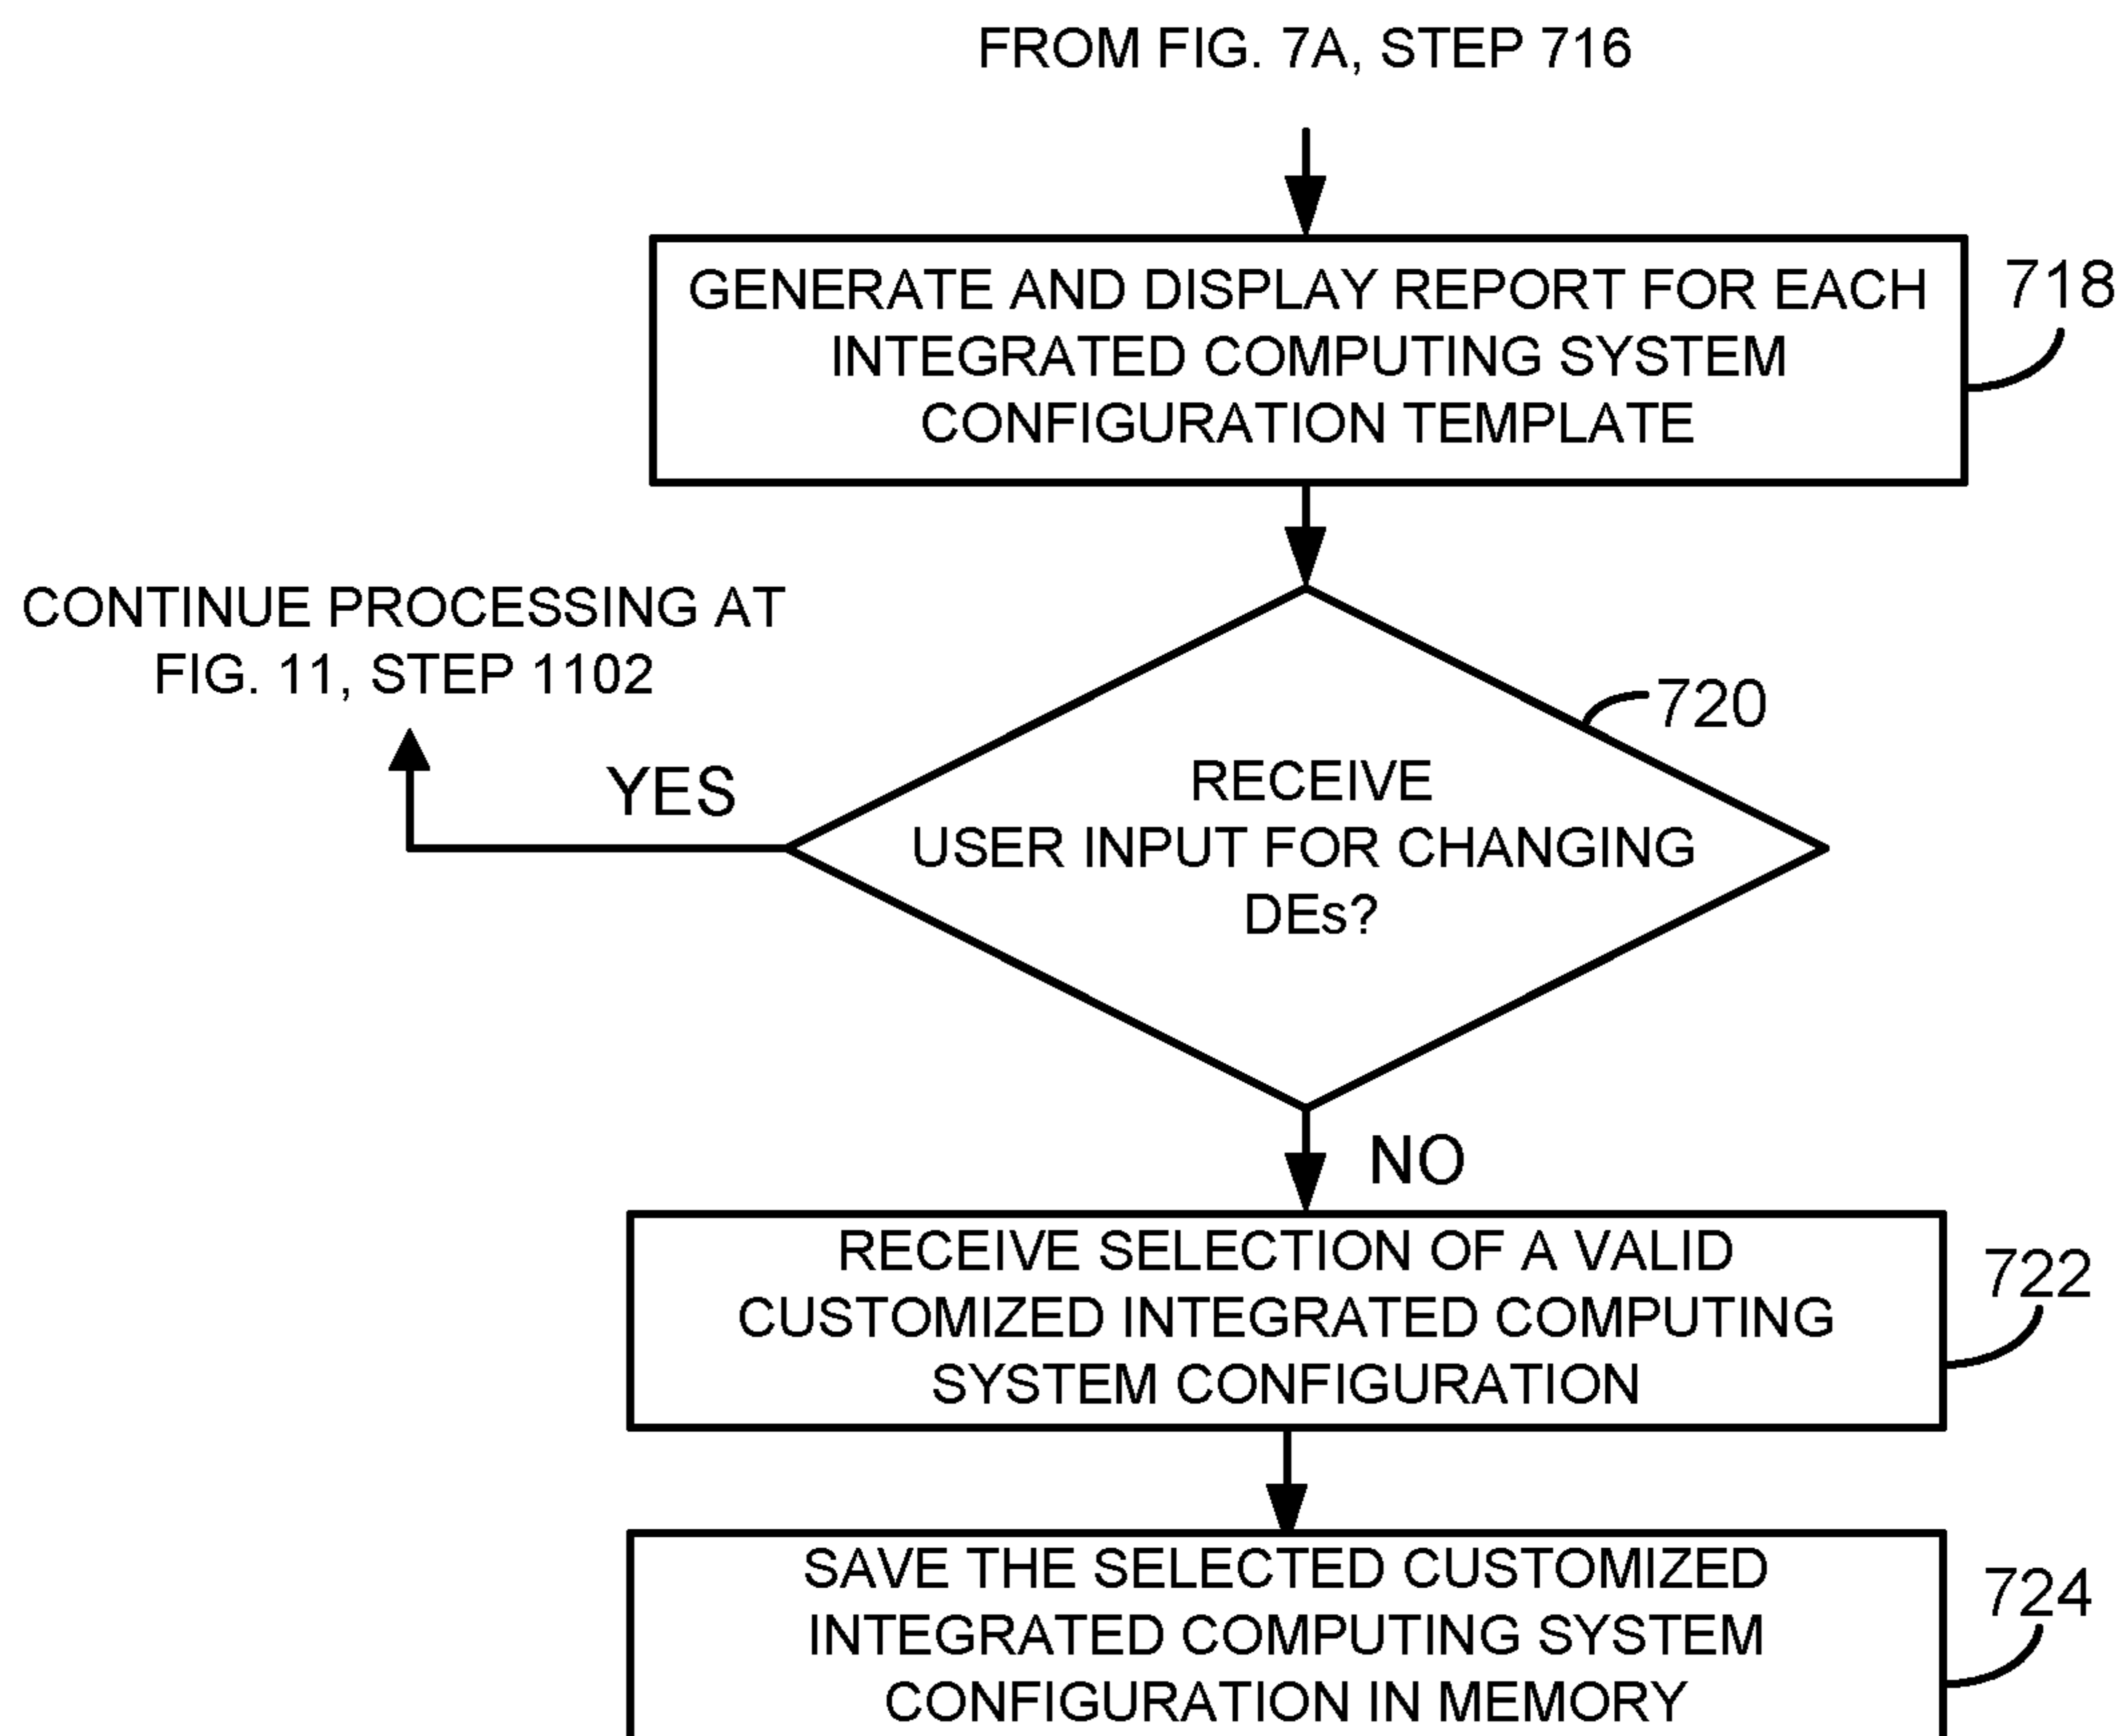 FROM FIG. 7A, STEP 716
GENERATE AND DISPLAY REPORT FOR EACH
INTEGRATED COMPUTING SYSTEM
CONFIGURATION TEMPLATE
718
CONTINUE PROCESSING AT
FIG. 11, STEP 1102
720
YES
RECEIVE
USER INPUT FOR CHANGING
DEs?
NO
RECEIVE SELECTION OF A VALID
CUSTOMIZED INTEGRATED COMPUTING
SYSTEM CONFIGURATION
722
SAVE THE SELECTED CUSTOMIZED
INTEGRATED COMPUTING SYSTEM
CONFIGURATION IN MEMORY
724